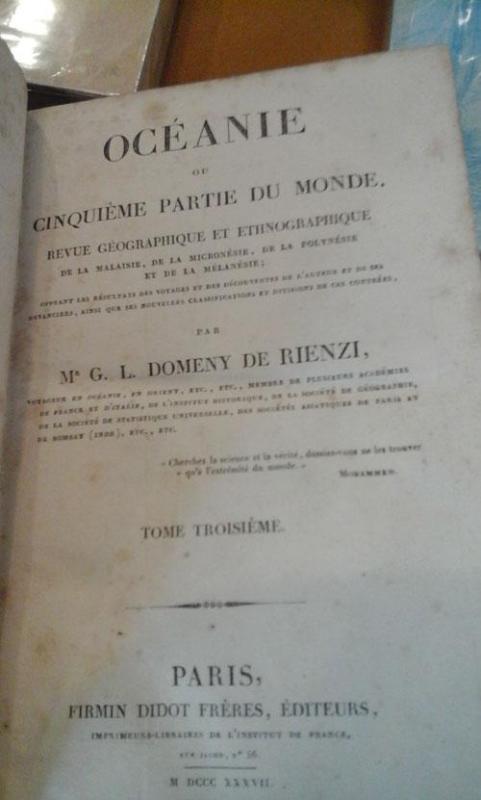 OCÉANIE
OU
CINQUIÈME PARTIE DU MONDE.
REVUE GÉOGRAPHIQUE ET ETHNOGRAPHIQUE
DE LA MALAISIE, DE LA MICRONÉSIE, DE LA POLYNÉSIE
ET DE LA MÉLANÉSIE;
OFFRANT LES RÉSULTATS DES VOYAGES ET DES DÉCOUVERTES DE L'AUTEUR ET DE SES
DEVANCIERS, AINSI QUE SES NOUVELLES CLASSIFICATIONS ET DIVISIONS DE CES CONTRÉES,
PAR
Mr G. L. DOMENY DE RIENZI,
VOYAGEUR EN OCÉANIE, EN ORIENT, ETC., ETC., MEMBRE DE PLUSIEURS ACADÉMIES
DE FRANCE ET D'ITALIE, DE L'INSTITUT HISTORIQUE, DE LA SOCIÉTÉ DE GÉOGRAPHIE,
DE LA SOCIÉTÉ DE STATISTIQUE UNIVERSELLE, DES SOCIÉTÉS ASIATIQUES DE PARIS ET
DE BOMBAY (INDE), ETC., ETC.
« Cherchez la science et la vérité, dussiez-vous ne les trouver
« qu'à l'extrémité du monde. »
MOHAMMED.
TOME TROISIÈME.
PARIS,
FIRMIN DIDOT FRÈRES, ÉDITEURS,
IMPRIMEURS-LIBRAIRES DE L'INSTITUT DE FRANCE,
RUE JACOB, N° 56.
M DCCC XXXVII.